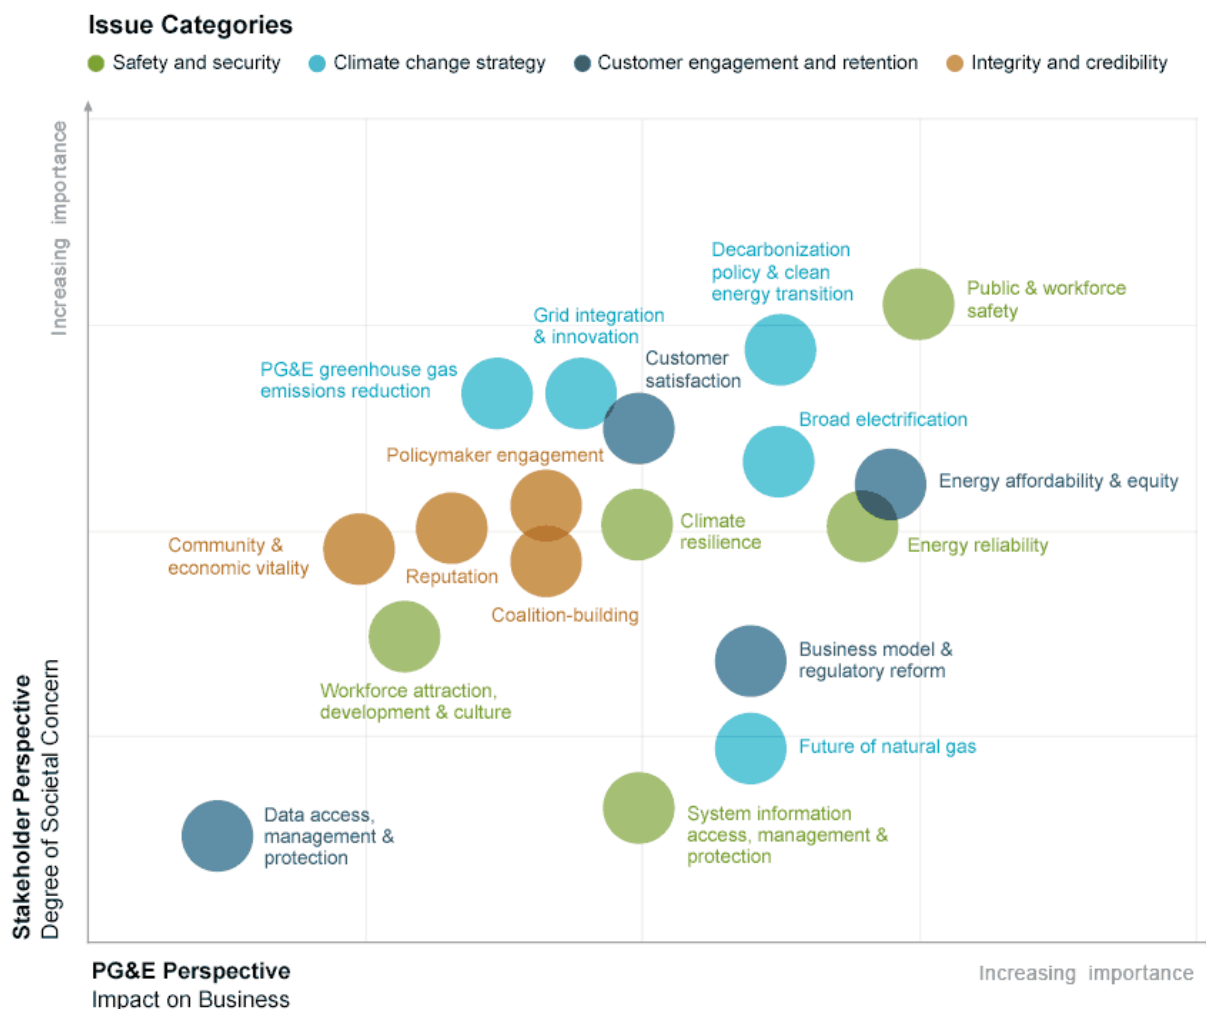 Issue Categories
Safety and security
Climate change strategy
Customer engagement and retention
Integrity and credibility
Increasing importance
Decarbonization
policy & clean
energy transition
Public & workforce
safety
Grid integration
& innovation
Customer
satisfaction
PG&E greenhouse gas
emissions reduction
Broad electrification
Policymaker engagement
Energy affordability & equity
Climate
resilience
Energy reliability
Community &
economic vitality
Reputation
Coalition-building
Business model &
regulatory reform
Workforce attraction,
development & culture
Future of natural gas
System information
access, management &
protection
Data access,
management &
protection
Stakeholder Perspective
Degree of Societal Concern
PG&E Perspective
Impact on Business
Increasing importance